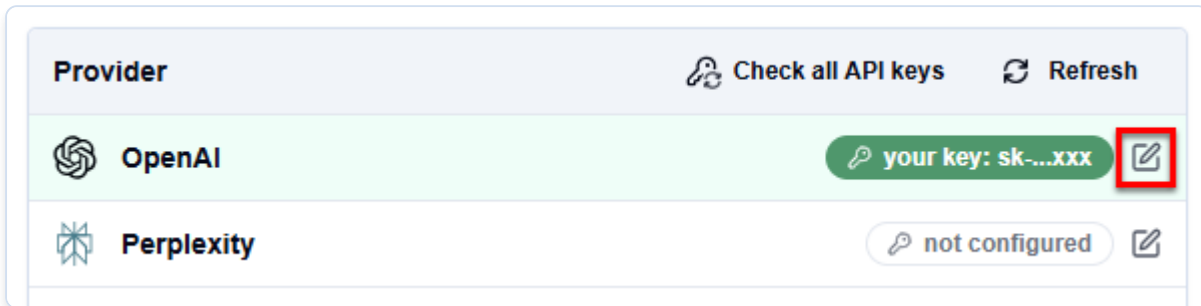 Provider Check all API keys Refresh
OpenAI your key: sk-...xxx
Perplexity not configured